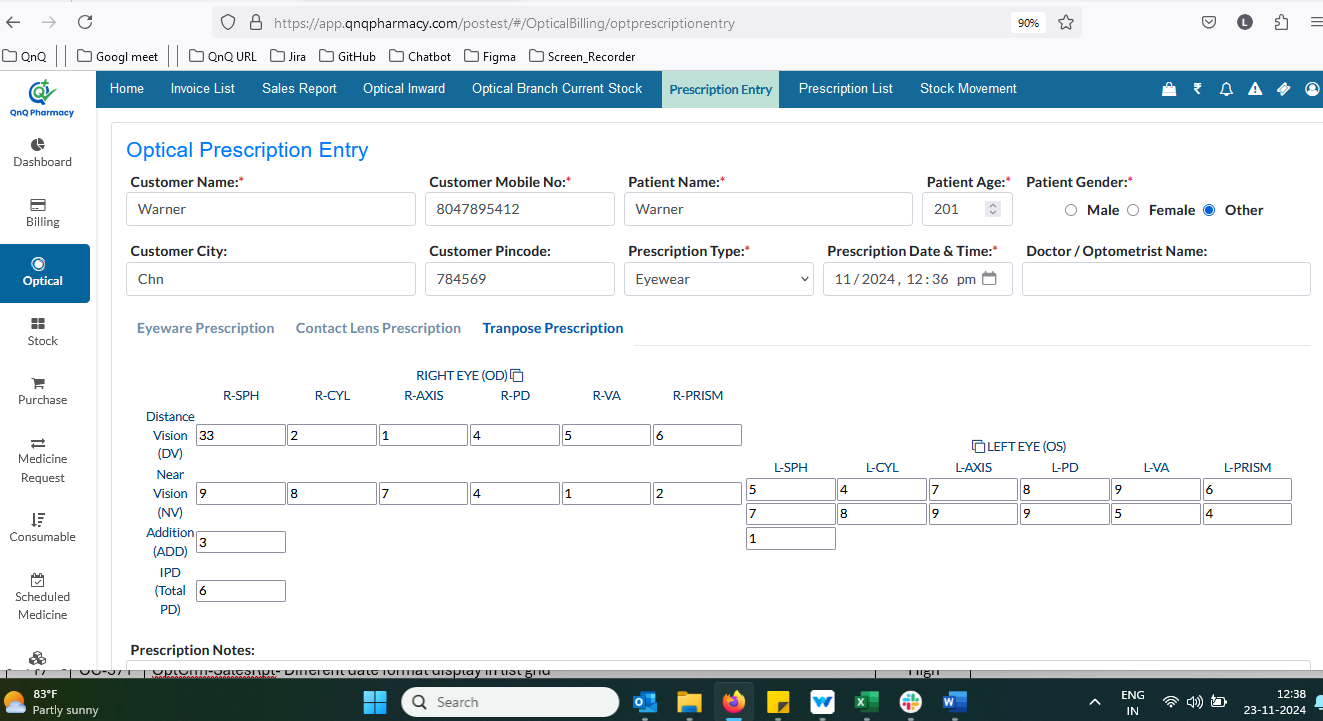 https://app.qnqpharmacy.com/postest/#/OpticalBilling/optprescriptionentry
90%
L
QnQ
Googl meet
QnQ URL
Jira
GitHub
Chatbot
Figma
Screen_Recorder
QnQ Pharmacy
Home Invoice List Sales Report Optical Inward Optical Branch Current Stock Prescription Entry Prescription List Stock Movement
Dashboard
Billing
Optical
Stock
Purchase
Medicine
Request
Consumable
Scheduled
Medicine
Optical Prescription Entry
Customer Name:* Customer Mobile No:* Patient Name:* Patient Age:* Patient Gender:*
Warner 8047895412 Warner 201 Male Female Other
Customer City: Customer Pincode: Prescription Type:* Prescription Date & Time:* Doctor / Optometrist Name:
Chn 784569 Eyewear 11/2024, 12:36 pm
Eyeware Prescription Contact Lens Prescription Tranpose Prescription
RIGHT EYE (OD)
R-SPH R-CYL R-AXIS R-PD R-VA R-PRISM
Distance
Vision
(DV)
33 2 1 4 5 6
Near
Vision
(NV)
9 8 7 4 1 2
Addition
(ADD)
3
IPD
(Total
PD)
6
LEFT EYE (OS)
L-SPH L-CYL L-AXIS L-PD L-VA L-PRISM
5 4 7 8 9 6
7 8 9 9 5 4
1
Prescription Notes:
OptCrm-SalesRpt- Different date format display in list grid High
83°F
Partly sunny
Search
ENG
IN
12:38
23-11-2024